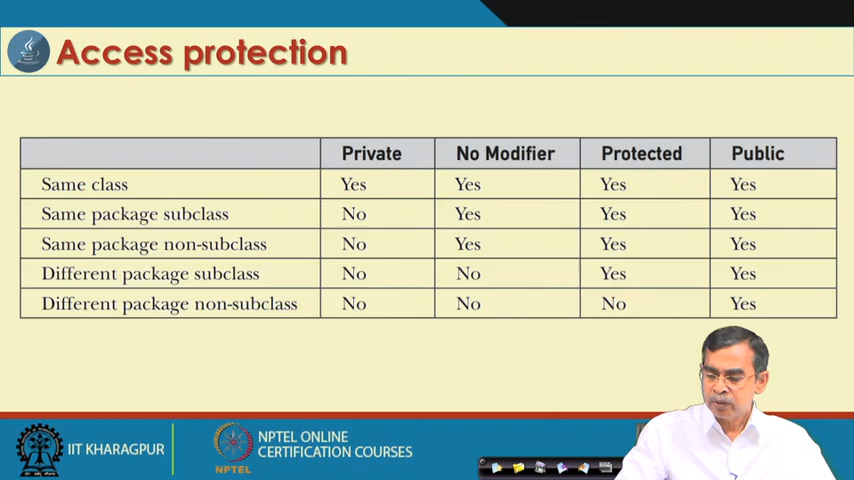 Access protection
Private No Modifier Protected Public
Same class Yes Yes Yes Yes
Same package subclass No Yes Yes Yes
Same package non-subclass No Yes Yes Yes
Different package subclass No No Yes Yes
Different package non-subclass No No No Yes
IIT KHARAGPUR
NPTEL
NPTEL ONLINE
CERTIFICATION COURSES